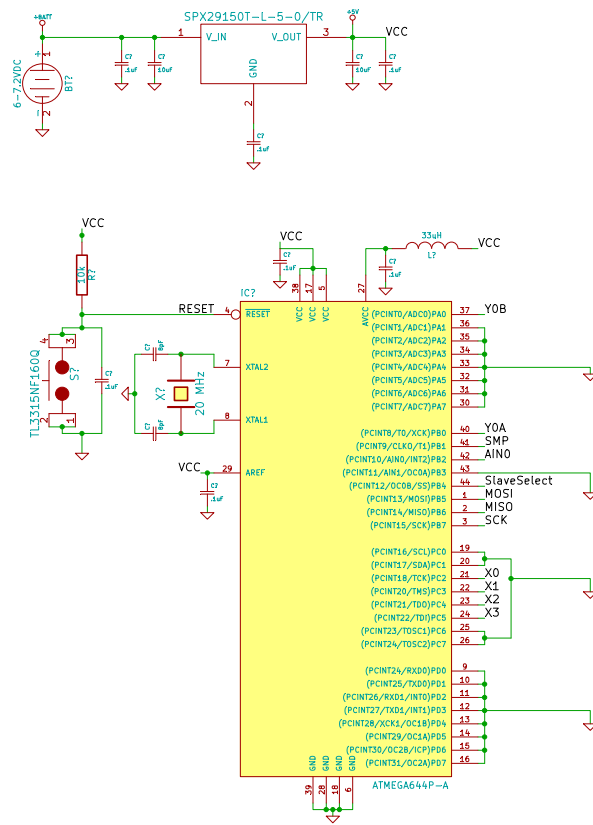 +BATT
SPX29150T-L-5-0/TR
+5V
VCC
1 V_IN V_OUT 3
GND
2
+ 1
6-7.2VDC
BT?
- 2
C? .1uF
C? 10uF
C? 10uF
C? .1uF
C? .1uF
VCC
10k
R?
RESET
TL3315NF160Q
S?
4 3
2 1
C? .1uF
C? 8pF
X?
20 MHz
C? 8pF
VCC
C? .1uF
VCC
C? .1uF
33uH
L?
VCC
C? .1uF
IC?
38 17 5 27
VCC VCC VCC AVCC
4 RESET
7 XTAL2
8 XTAL1
29 AREF
(PCINT0/ADC0)PA0 37 Y0B
(PCINT1/ADC1)PA1 36
(PCINT2/ADC2)PA2 35
(PCINT3/ADC3)PA3 34
(PCINT4/ADC4)PA4 33
(PCINT5/ADC5)PA5 32
(PCINT6/ADC6)PA6 31
(PCINT7/ADC7)PA7 30
(PCINT8/T0/XCK)PB0 40 Y0A
(PCINT9/CLKO/T1)PB1 41 SMP
(PCINT10/AIN0/INT2)PB2 42 AIN0
(PCINT11/AIN1/OC0A)PB3 43
(PCINT12/OC0B/SS)PB4 44 SlaveSelect
(PCINT13/MOSI)PB5 1 MOSI
(PCINT14/MISO)PB6 2 MISO
(PCINT15/SCK)PB7 3 SCK
(PCINT16/SCL)PC0 19
(PCINT17/SDA)PC1 20
(PCINT18/TCK)PC2 21 X0
(PCINT20/TMS)PC3 22 X1
(PCINT21/TDO)PC4 23 X2
(PCINT22/TDI)PC5 24 X3
(PCINT23/TOSC1)PC6 25
(PCINT24/TOSC2)PC7 26
(PCINT24/RXD0)PD0 9
(PCINT25/TXD0)PD1 10
(PCINT26/RXD1/INT0)PD2 11
(PCINT27/TXD1/INT1)PD3 12
(PCINT28/XCK1/OC1B)PD4 13
(PCINT29/OC1A)PD5 14
(PCINT30/OC2B/ICP)PD6 15
(PCINT31/OC2A)PD7 16
GND GND GND GND
39 28 18 6
ATMEGA644P-A